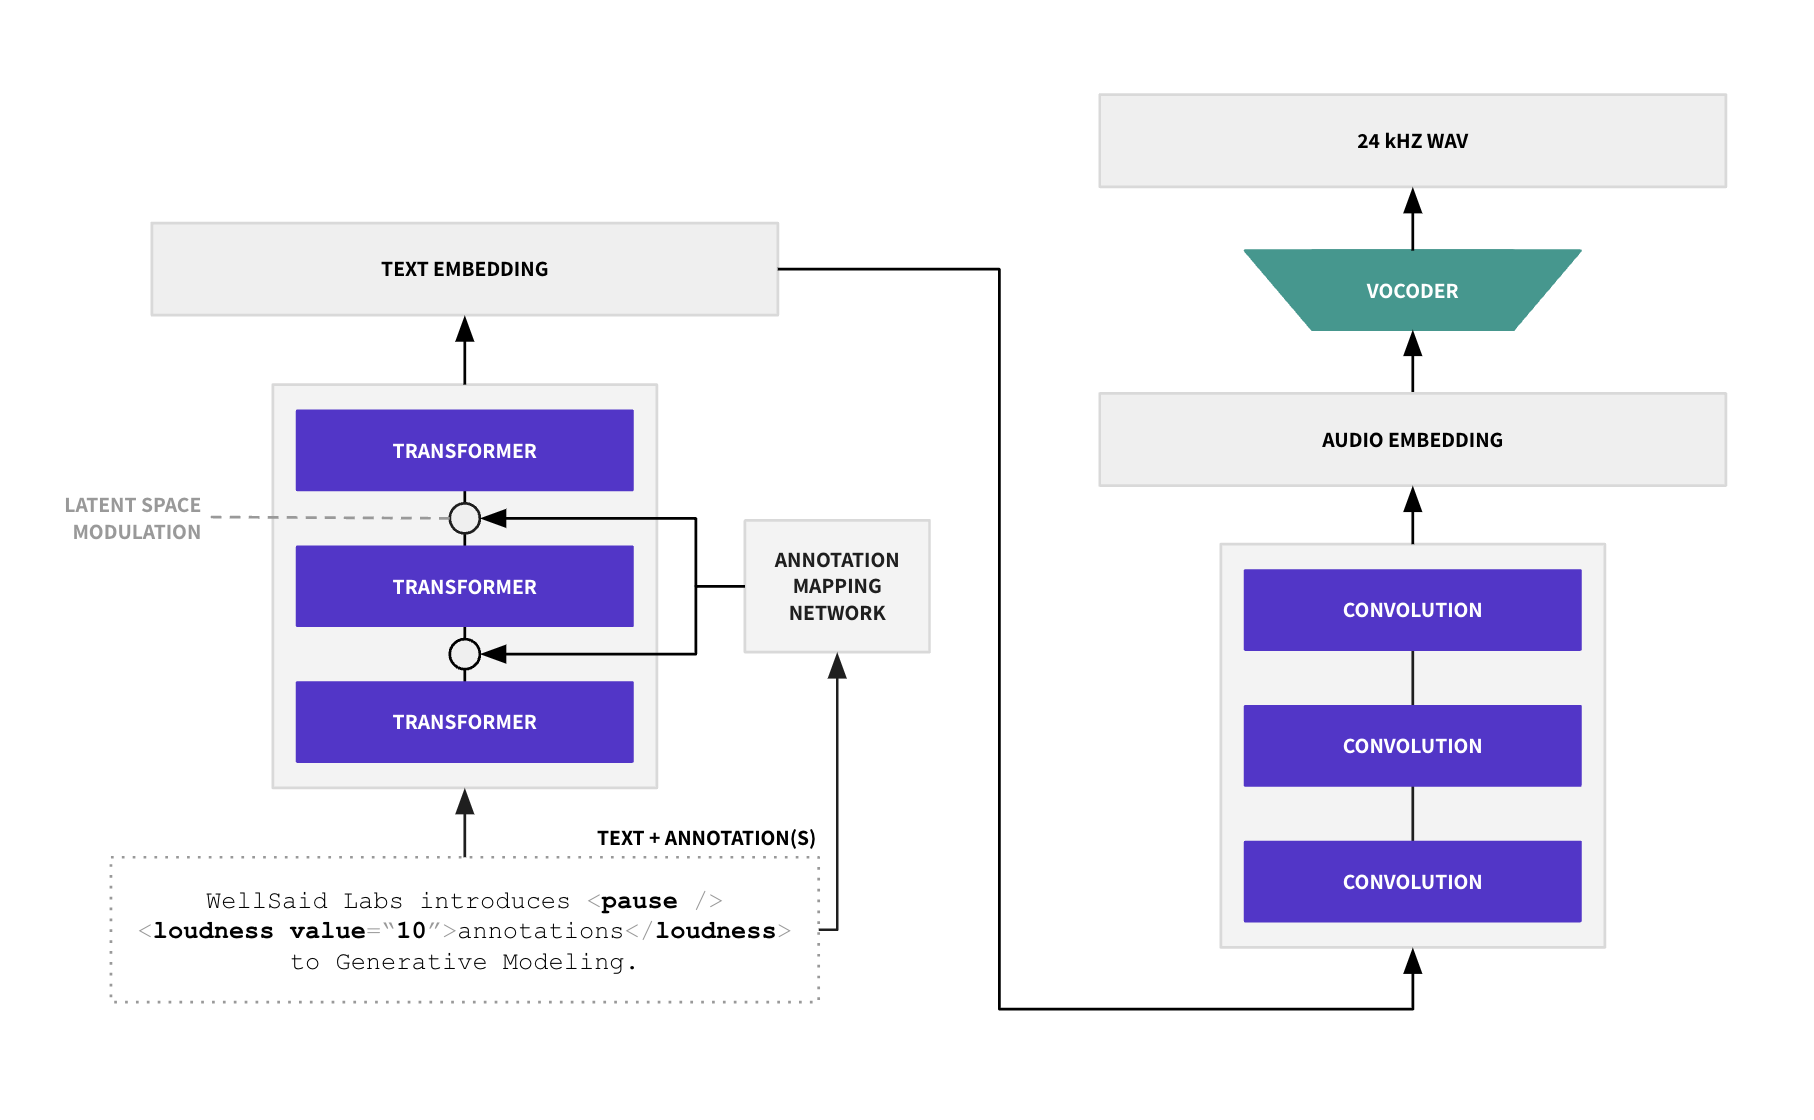 24 kHZ WAV
VOCODER
AUDIO EMBEDDING
CONVOLUTION
CONVOLUTION
CONVOLUTION
TEXT EMBEDDING
TRANSFORMER
LATENT SPACE
MODULATION
TRANSFORMER
TRANSFORMER
ANNOTATION
MAPPING
NETWORK
TEXT + ANNOTATION(S)
WellSaid Labs introduces <pause />
<loudness value=“10”>annotations</loudness>
to Generative Modeling.